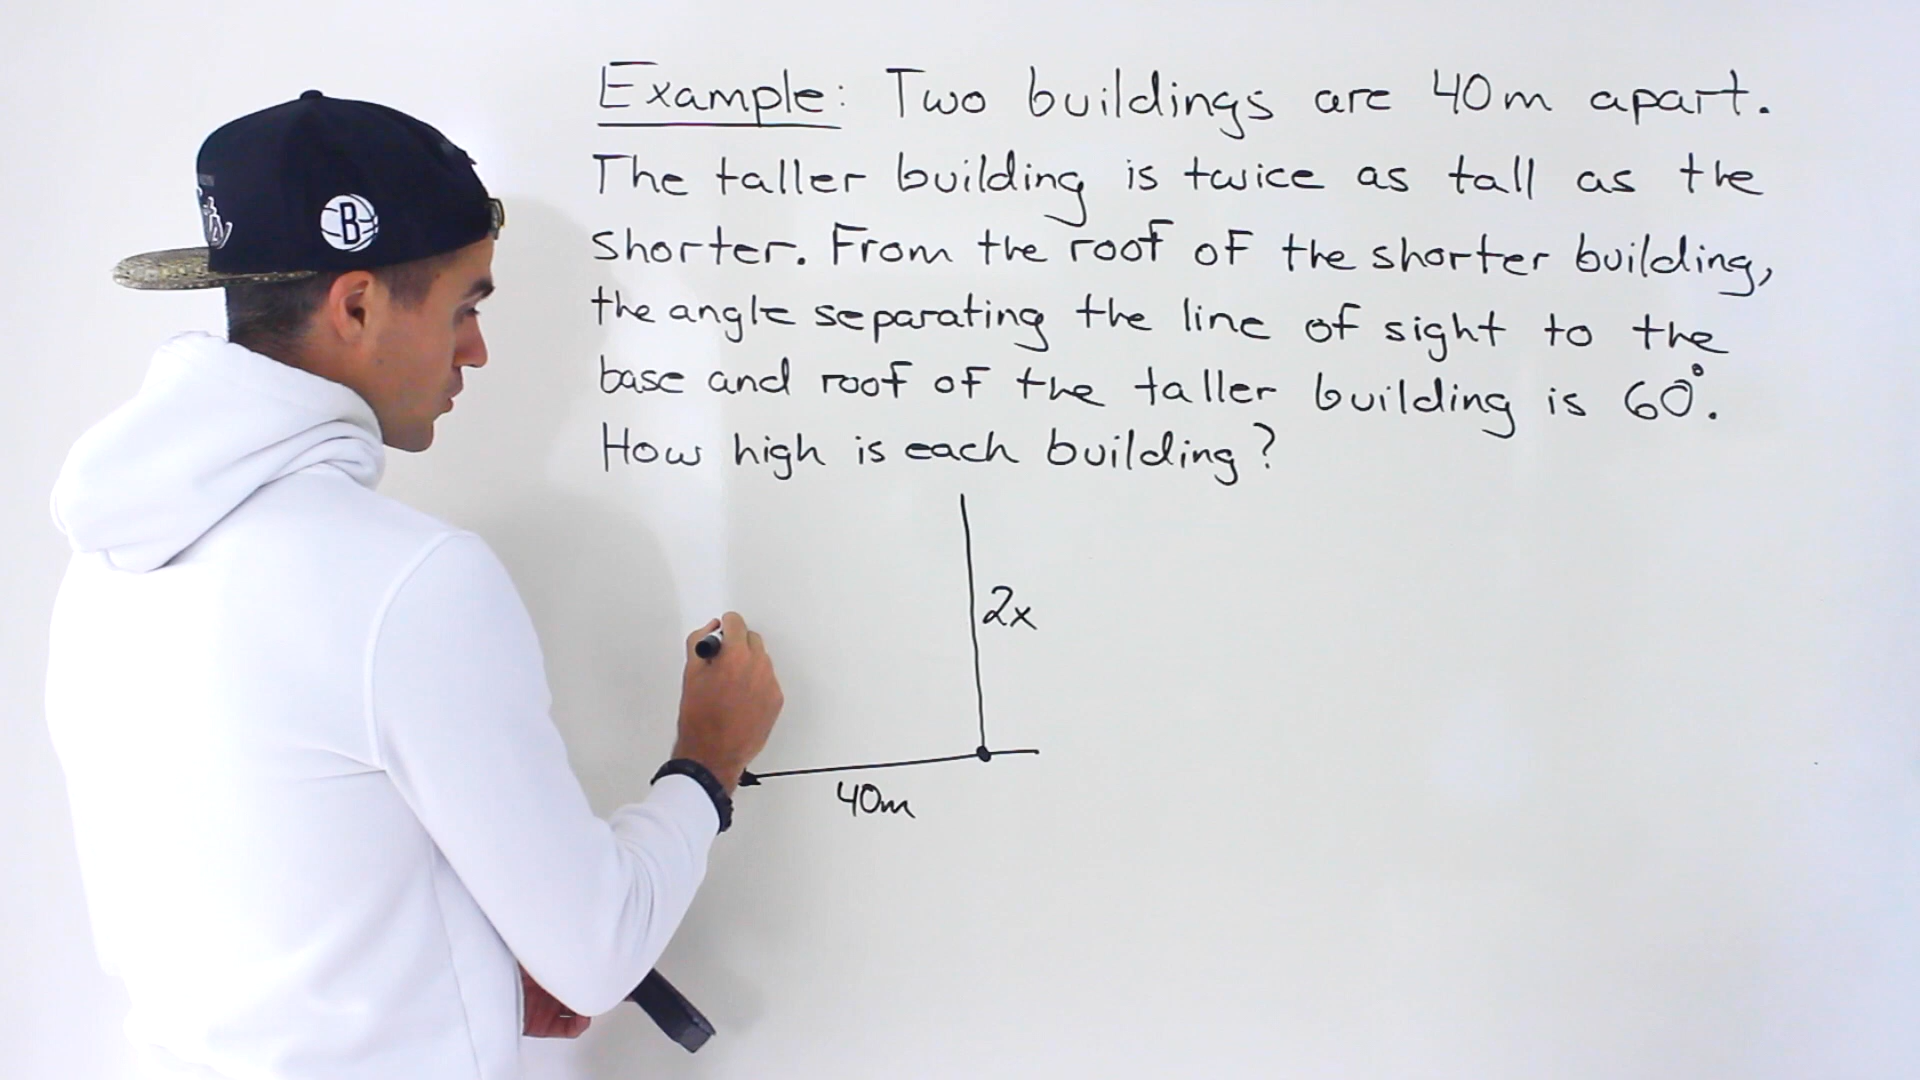 Example: Two buildings are 40m apart.
The taller building is twice as tall as the
shorter. From the roof of the shorter building,
the angle separating the line of sight to the
base and roof of the taller building is 60°.
How high is each building?
2x
40m
B